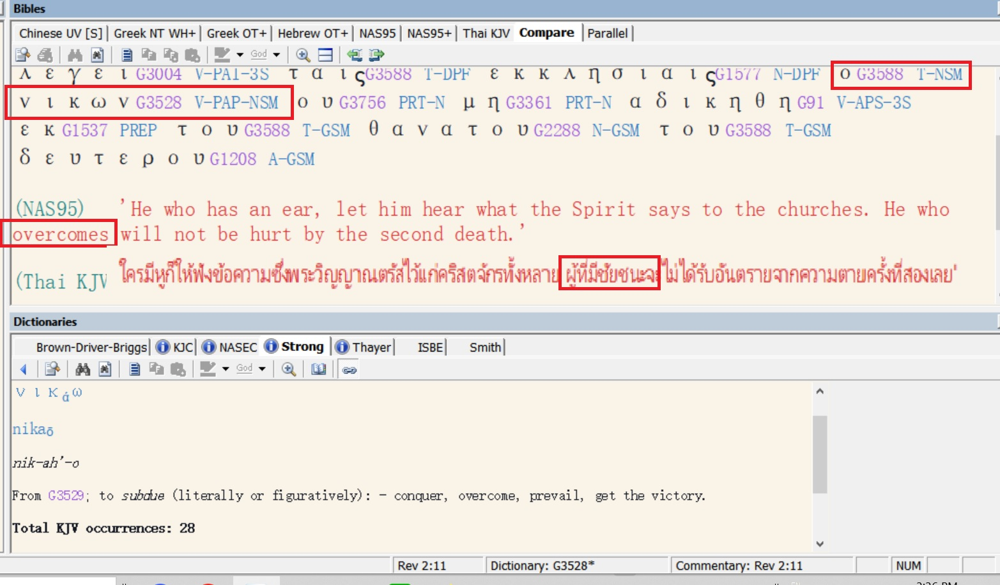 Bibles
Chinese UV [S] Greek NT WH+ Greek OT+ Hebrew OT+ NAS95 NAS95+ Thai KJV Compare Parallel
God
λ ε γ ε ι G3004 V-PAI-3S τ α ι ς G3588 T-DPF ε κ κ λ η σ ι α ι ς G1577 N-DPF ο G3588 T-NSM
ν ι κ ω ν G3528 V-PAP-NSM ο υ G3756 PRT-N μ η G3361 PRT-N α δ ι κ η θ η G91 V-APS-3S
ε κ G1537 PREP τ ο υ G3588 T-GSM θ α ν α τ ο υ G2288 N-GSM τ ο υ G3588 T-GSM
δ ε υ τ ε ρ ο υ G1208 A-GSM
(NAS95) 'He who has an ear, let him hear what the Spirit says to the churches. He who
overcomes will not be hurt by the second death.'
(Thai KJV ใครมีหูก็ให้ฟังข้อความซึ่งพระวิญญาณตรัสไว้แก่คริสตจักรทั้งหลาย ผู้ที่มีชัยชนะจะไม่ได้รับอันตรายจากความตายครั้งที่สองเลย'
Dictionaries
Brown-Driver-Briggs KJC NASEC Strong Thayer ISBE Smith
God
ν ι κ ά ω
nikaō
nik-ah'-o
From G3529; to subdue (literally or figuratively): - conquer, overcome, prevail, get the victory.
Total KJV occurrences: 28
Rev 2:11 Dictionary: G3528* Commentary: Rev 2:11 NUM